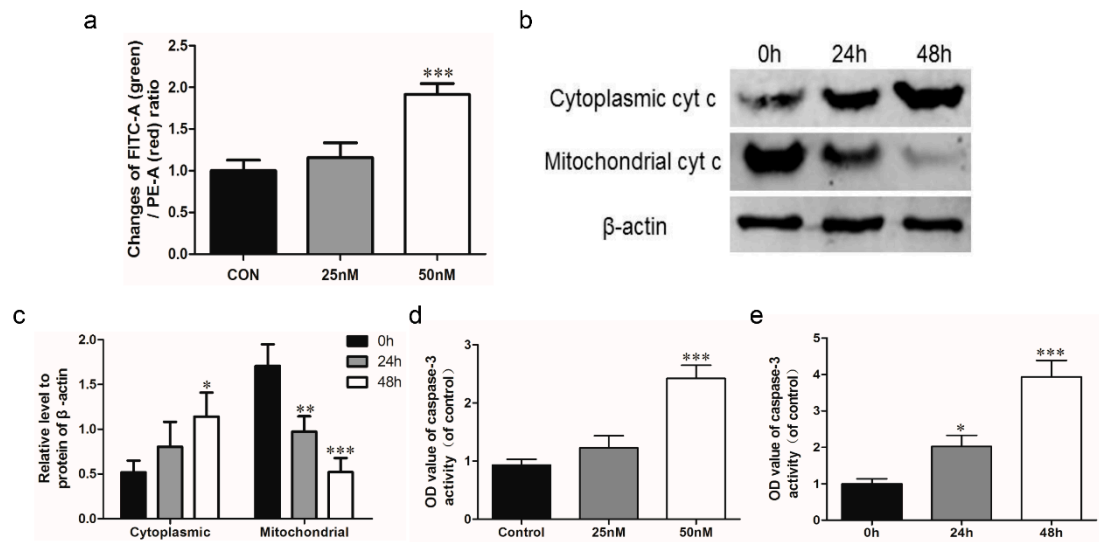 a
Changes of FITC-A (green)
/ PE-A (red) ratio
2.5
2.0
1.5
1.0
0.5
0.0
***
CON
25nM
50nM
b
0h
24h
48h
Cytoplasmic cyt c
Mitochondrial cyt c
β-actin
c
Relative level to
protein of β -actin
2.0
1.5
1.0
0.5
0.0
0h
24h
48h
*
**
***
Cytoplasmic
Mitochondrial
d
OD value of caspase-3
activity（of control）
3
2
1
0
***
Control
25nM
50nM
e
OD value of caspase-3
activity（of control）
5
4
3
2
1
0
*
***
0h
24h
48h